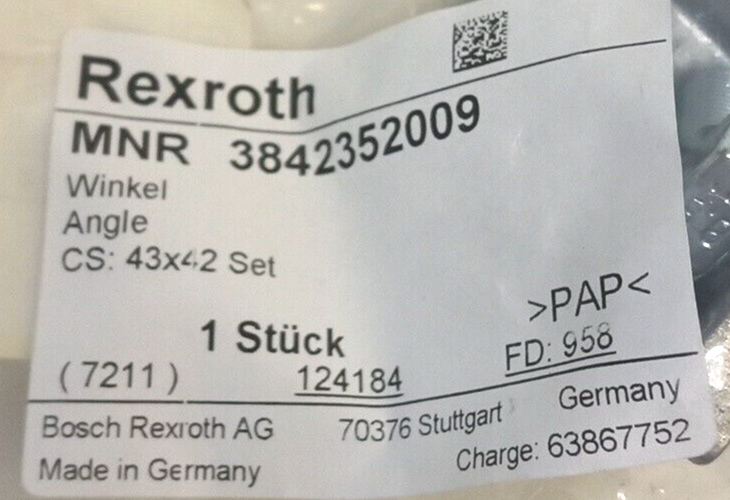 Rexroth
MNR 3842352009
Winkel
Angle
CS: 43x42 Set
>PAP<
1 Stück
(7211) 124184 FD: 958
Bosch Rexroth AG 70376 Stuttgart Germany
Made in Germany Charge: 63867752